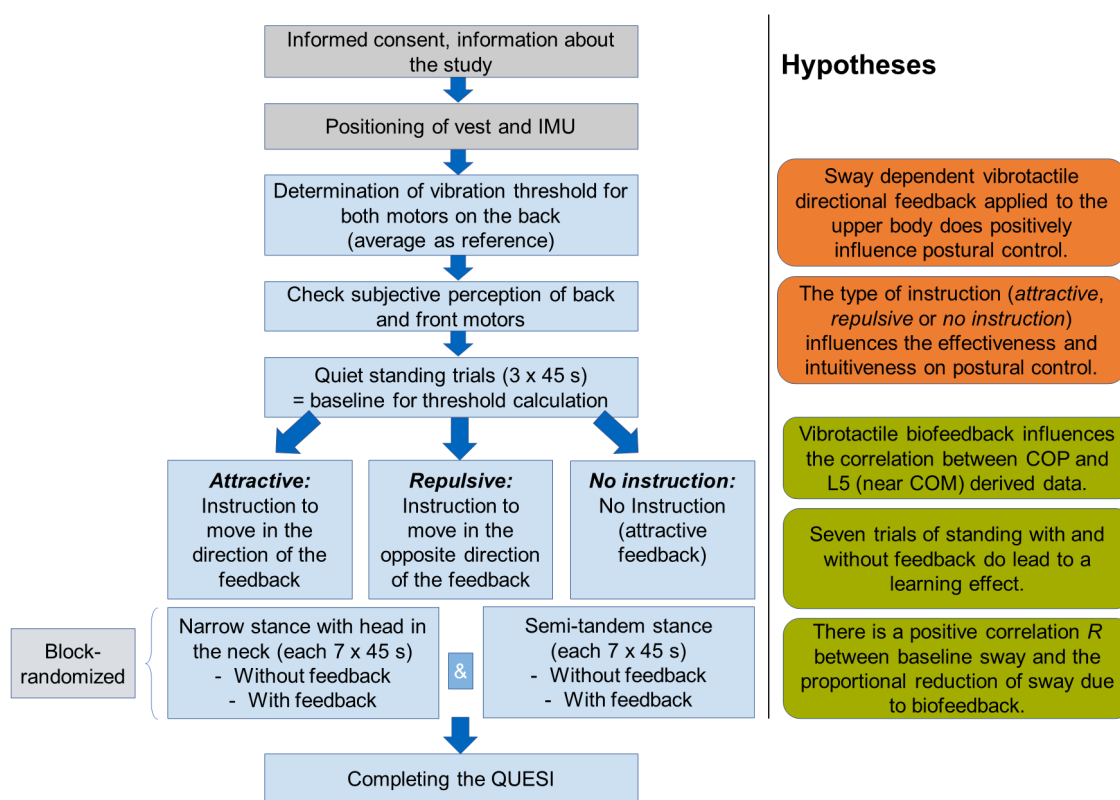 Informed consent, information about
the study
Positioning of vest and IMU
Determination of vibration threshold for
both motors on the back
(average as reference)
Check subjective perception of back
and front motors
Quiet standing trials (3 x 45 s)
= baseline for threshold calculation
Attractive:
Instruction to
move in the
direction of the
feedback
Repulsive:
Instruction to
move in the
opposite direction
of the feedback
No instruction:
No Instruction
(attractive
feedback)
Block-
randomized
Narrow stance with head in
the neck (each 7 x 45 s)
- Without feedback
- With feedback
&
Semi-tandem stance
(each 7 x 45 s)
- Without feedback
- With feedback
Completing the QUESI
Hypotheses
Sway dependent vibrotactile
directional feedback applied to the
upper body does positively
influence postural control.
The type of instruction (attractive,
repulsive or no instruction)
influences the effectiveness and
intuitiveness on postural control.
Vibrotactile biofeedback influences
the correlation between COP and
L5 (near COM) derived data.
Seven trials of standing with and
without feedback do lead to a
learning effect.
There is a positive correlation R
between baseline sway and the
proportional reduction of sway due
to biofeedback.